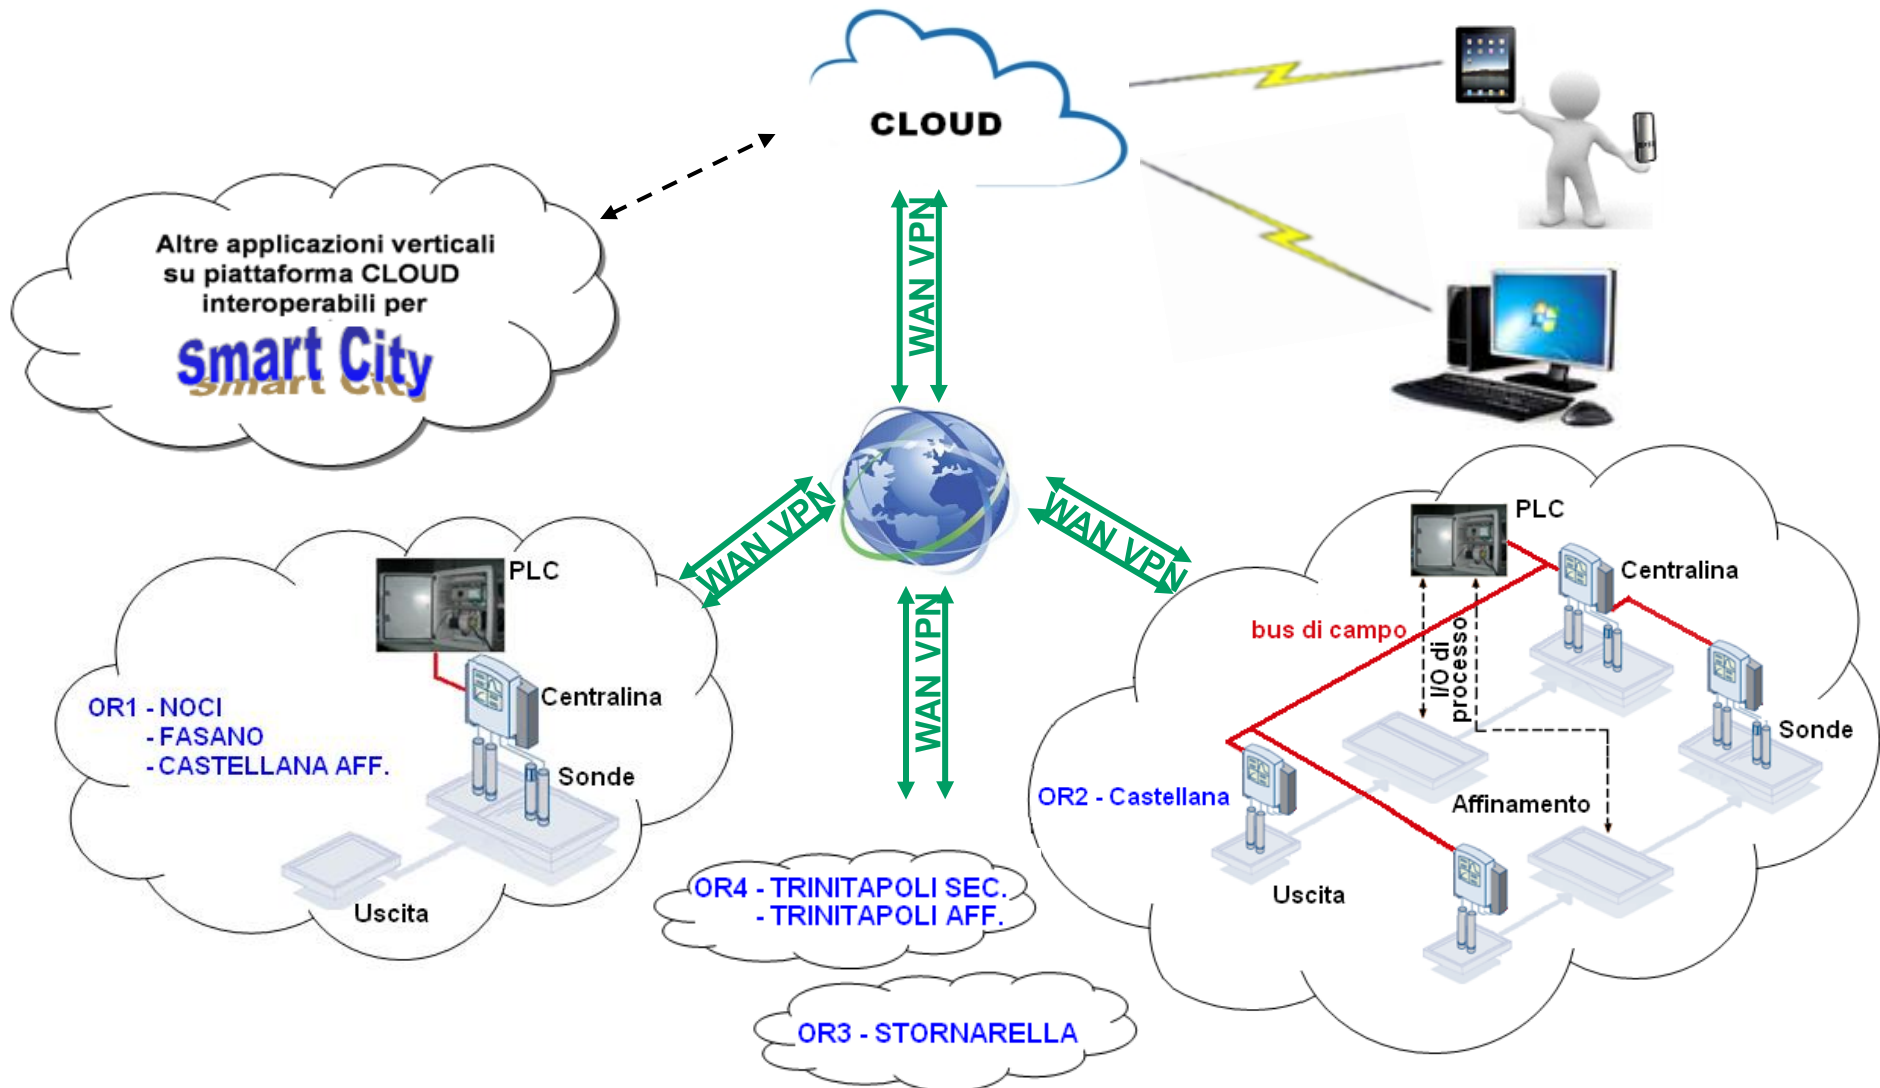 CLOUD
Altre applicazioni verticali
su piattaforma CLOUD
interoperabili per
smart City
WAN VPN
WAN VPN
WAN VPN
WAN VPN
PLC
Centralina
OR1 - NOCI
- FASANO
- CASTELLANA AFF.
Sonde
Uscita
OR4 - TRINITAPOLI SEC.
- TRINITAPOLI AFF.
OR3 - STORNARELLA
PLC
Centralina
bus di campo
I/O di
processo
Sonde
OR2 - Castellana
Affinamento
Uscita